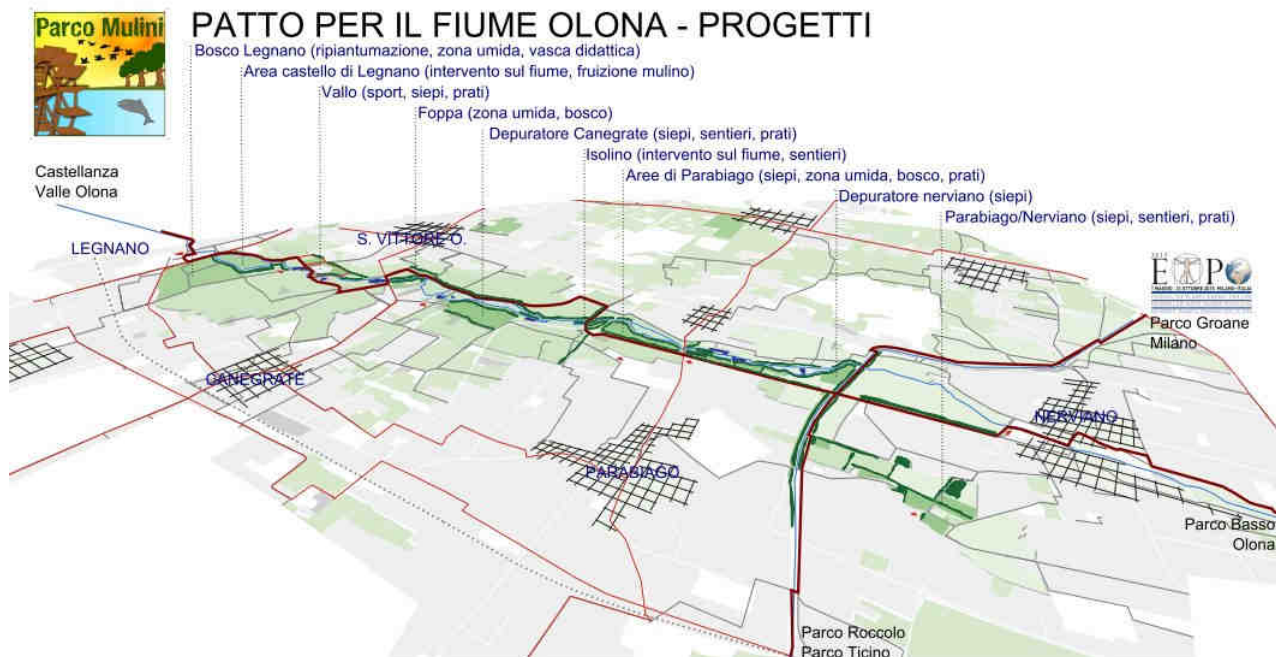 Parco Mulini
PATTO PER IL FIUME OLONA - PROGETTI
Bosco Legnano (ripiantumazione, zona umida, vasca didattica)
Area castello di Legnano (intervento sul fiume, fruizione mulino)
Vallo (sport, siepi, prati)
Foppa (zona umida, bosco)
Depuratore Canegrate (siepi, sentieri, prati)
Isolino (intervento sul fiume, sentieri)
Aree di Parabiago (siepi, zona umida, bosco, prati)
Depuratore nerviano (siepi)
Parabiago/Nerviano (siepi, sentieri, prati)
Castellanza
Valle Olona
LEGNANO
S. VITTORE O.
EXPO
Parco Groane
Milano
CANEGRATE
NERVIANO
PARABIAGO
Parco Basso
Olona
Parco Roccolo
Parco Ticino